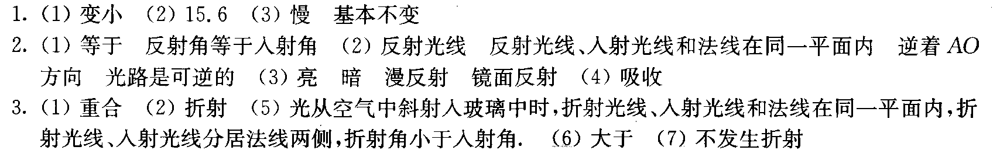 1. (1) 变小 (2) 15.6 (3) 慢 基本不变
2. (1) 等于 反射角等于入射角 (2) 反射光线 反射光线、入射光线和法线在同一平面内 逆着 AO
方向 光路是可逆的 (3) 亮 暗 漫反射 镜面反射 (4) 吸收
3. (1) 重合 (2) 折射 (5) 光从空气中斜射入玻璃中时,折射光线、入射光线和法线在同一平面内,折
射光线、入射光线分居法线两侧,折射角小于入射角. (6) 大于 (7) 不发生折射